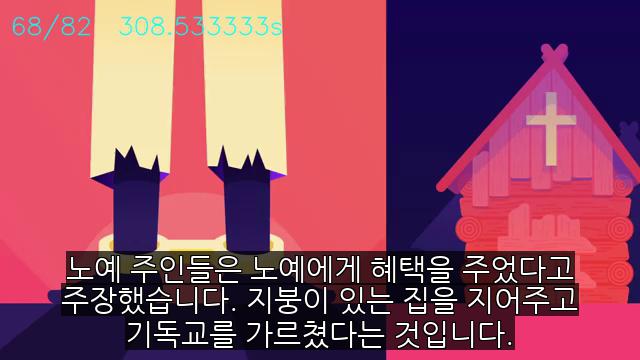 68/82 308.533333s
노예 주인들은 노예에게 혜택을 주었다고
주장했습니다. 지붕이 있는 집을 지어주고
기독교를 가르쳤다는 것입니다.